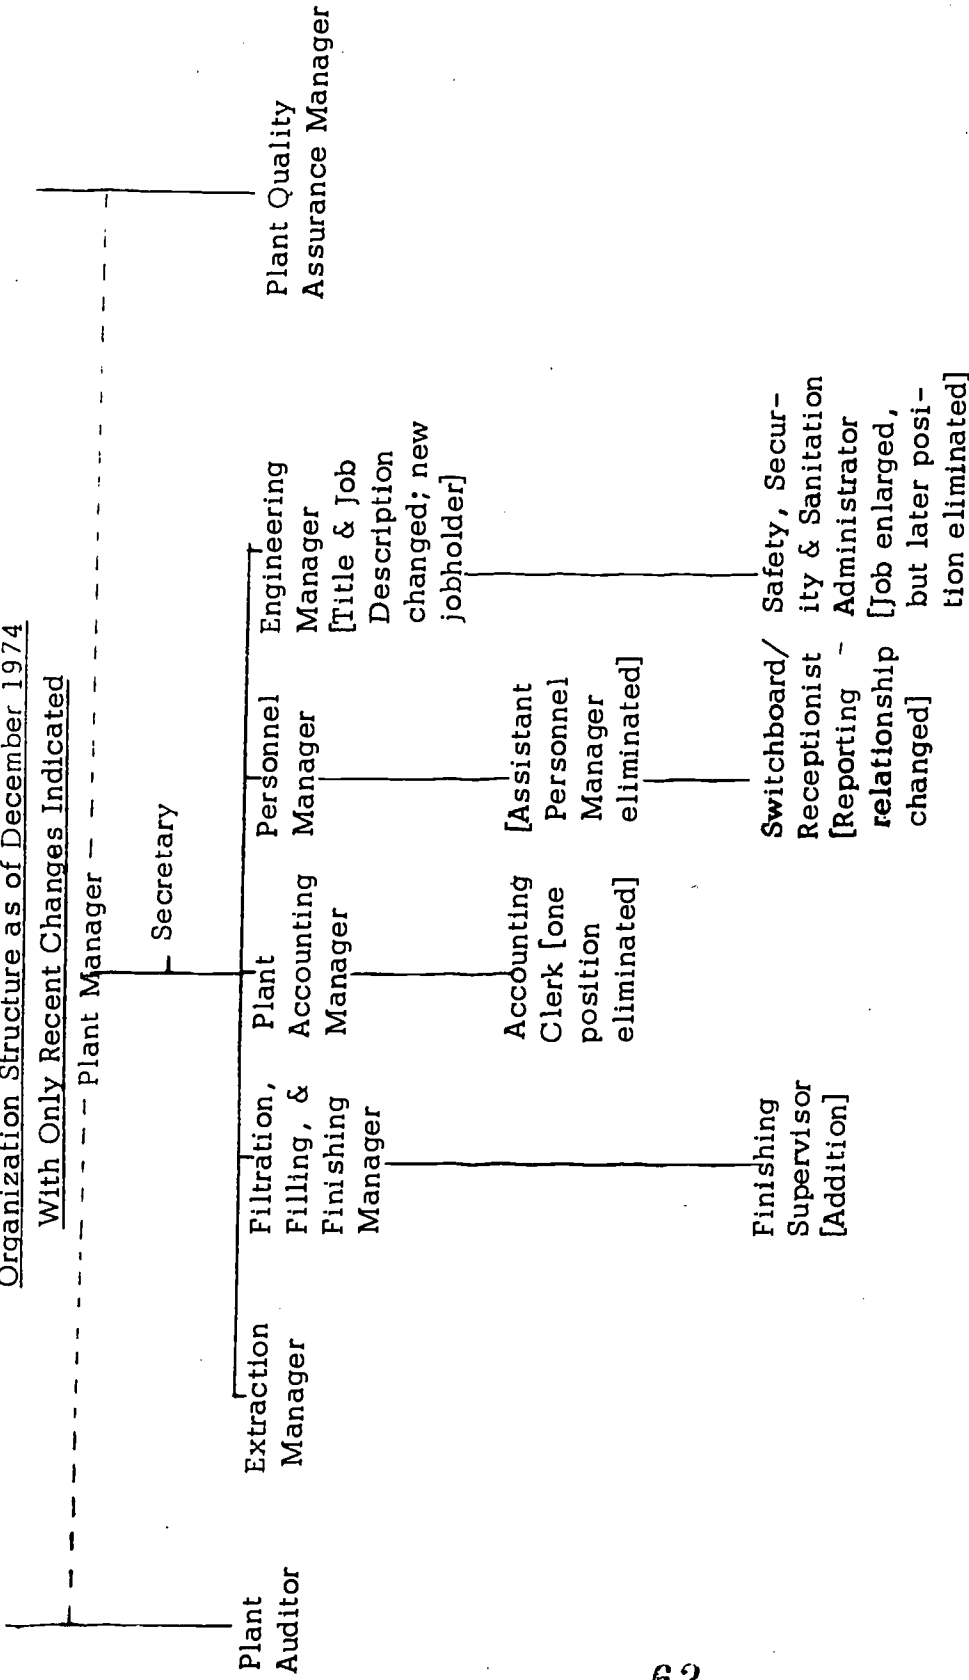 Organization Structure as of December 1974
With Only Recent Changes Indicated
Plant Manager
Secretary
Plant
Auditor
Extraction
Manager
Filtration,
Filling, &
Finishing
Manager
Plant
Accounting
Manager
Personnel
Manager
Engineering
Manager
[Title & Job
Description
changed; new
jobholder]
Plant Quality
Assurance Manager
Accounting
Clerk [one
position
eliminated]
[Assistant
Personnel
Manager
eliminated]
Finishing
Supervisor
[Addition]
Switchboard/
Receptionist
[Reporting
relationship
changed]
Safety, Secur-
ity & Sanitation
Administrator
[Job enlarged,
but later posi-
tion eliminated]